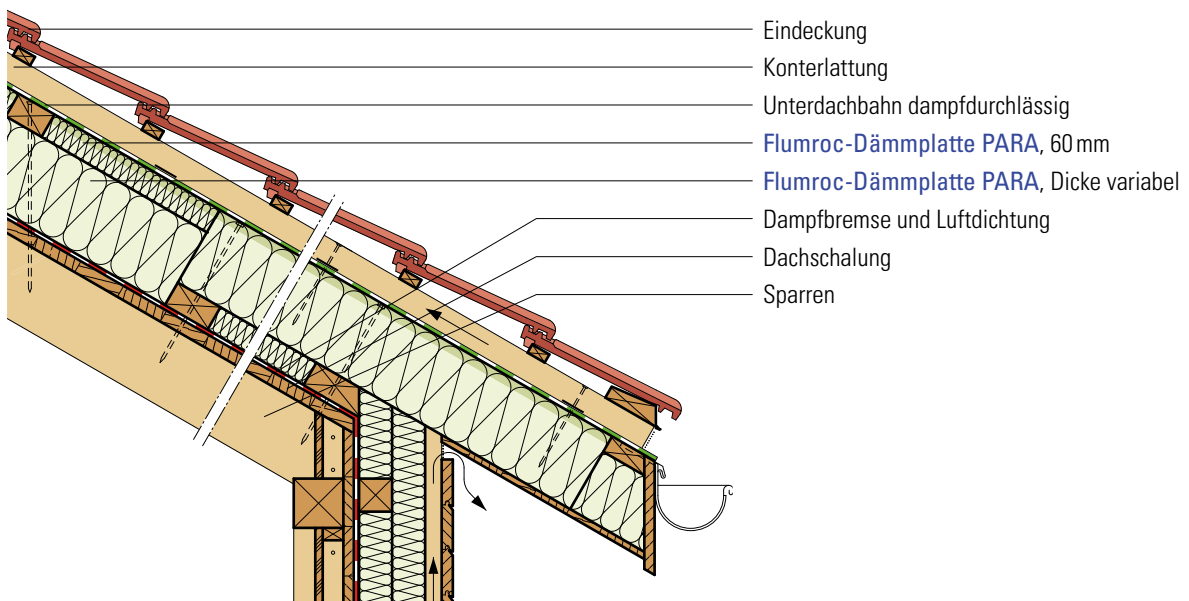 Eindeckung
Konterlattung
Unterdachbahn dampfdurchlässig
Flumroc-Dämmplatte PARA, 60 mm
Flumroc-Dämmplatte PARA, Dicke variabel
Dampfbremse und Luftdichtung
Dachschalung
Sparren